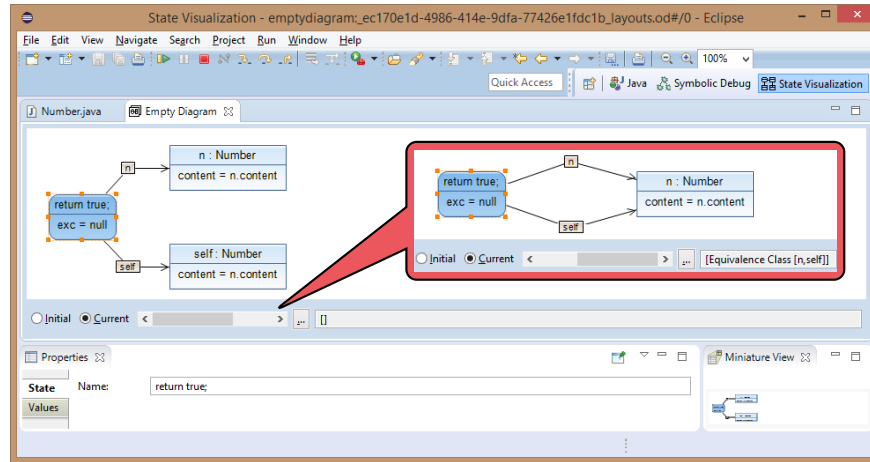 State Visualization - emptydiagram:_ec170e1d-4986-414e-9dfa-77426e1fdc1b_layouts.od#/0 - Eclipse
File Edit View Navigate Search Project Run Window Help
100%
Quick Access Java Symbolic Debug State Visualization
Number.java Empty Diagram
n : Number
content = n.content
n
return true;
exc = null
self
self : Number
content = n.content
n
return true;
exc = null
n : Number
content = n.content
self
Initial Current ... [Equivalence Class [n,self]]
Initial Current ... []
Properties Miniature View
State Name: return true;
Values